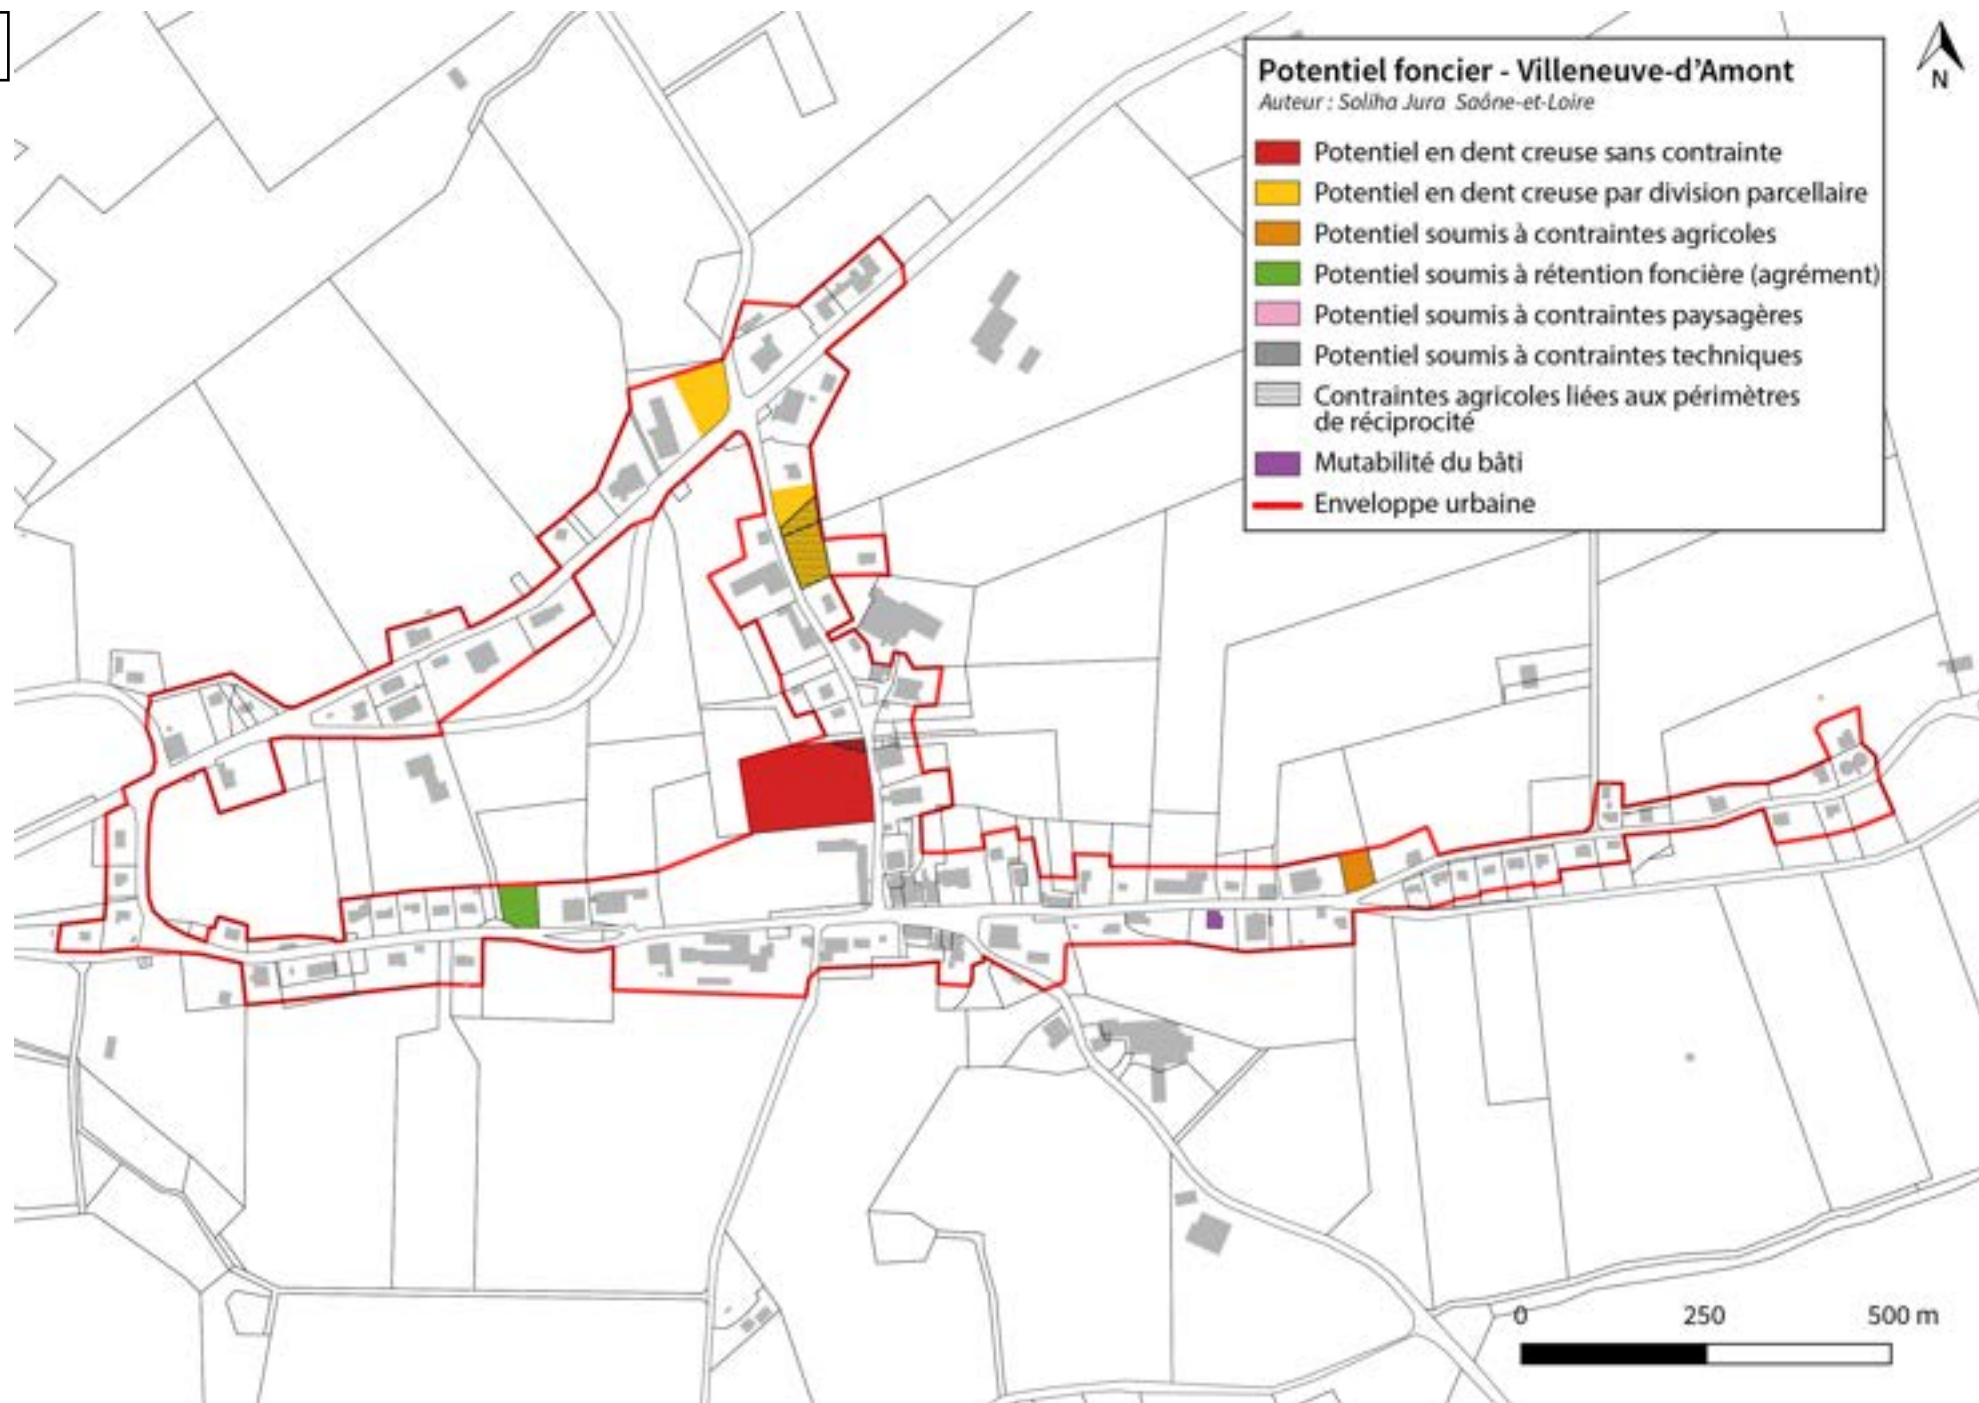 Potentiel foncier - Villeneuve-d'Amont
Auteur : Soliha Jura Saône-et-Loire
N
Potentiel en dent creuse sans contrainte
Potentiel en dent creuse par division parcellaire
Potentiel soumis à contraintes agricoles
Potentiel soumis à rétention foncière (agrément)
Potentiel soumis à contraintes paysagères
Potentiel soumis à contraintes techniques
Contraintes agricoles liées aux périmètres
de réciprocité
Mutabilité du bâti
Enveloppe urbaine
0 250 500 m